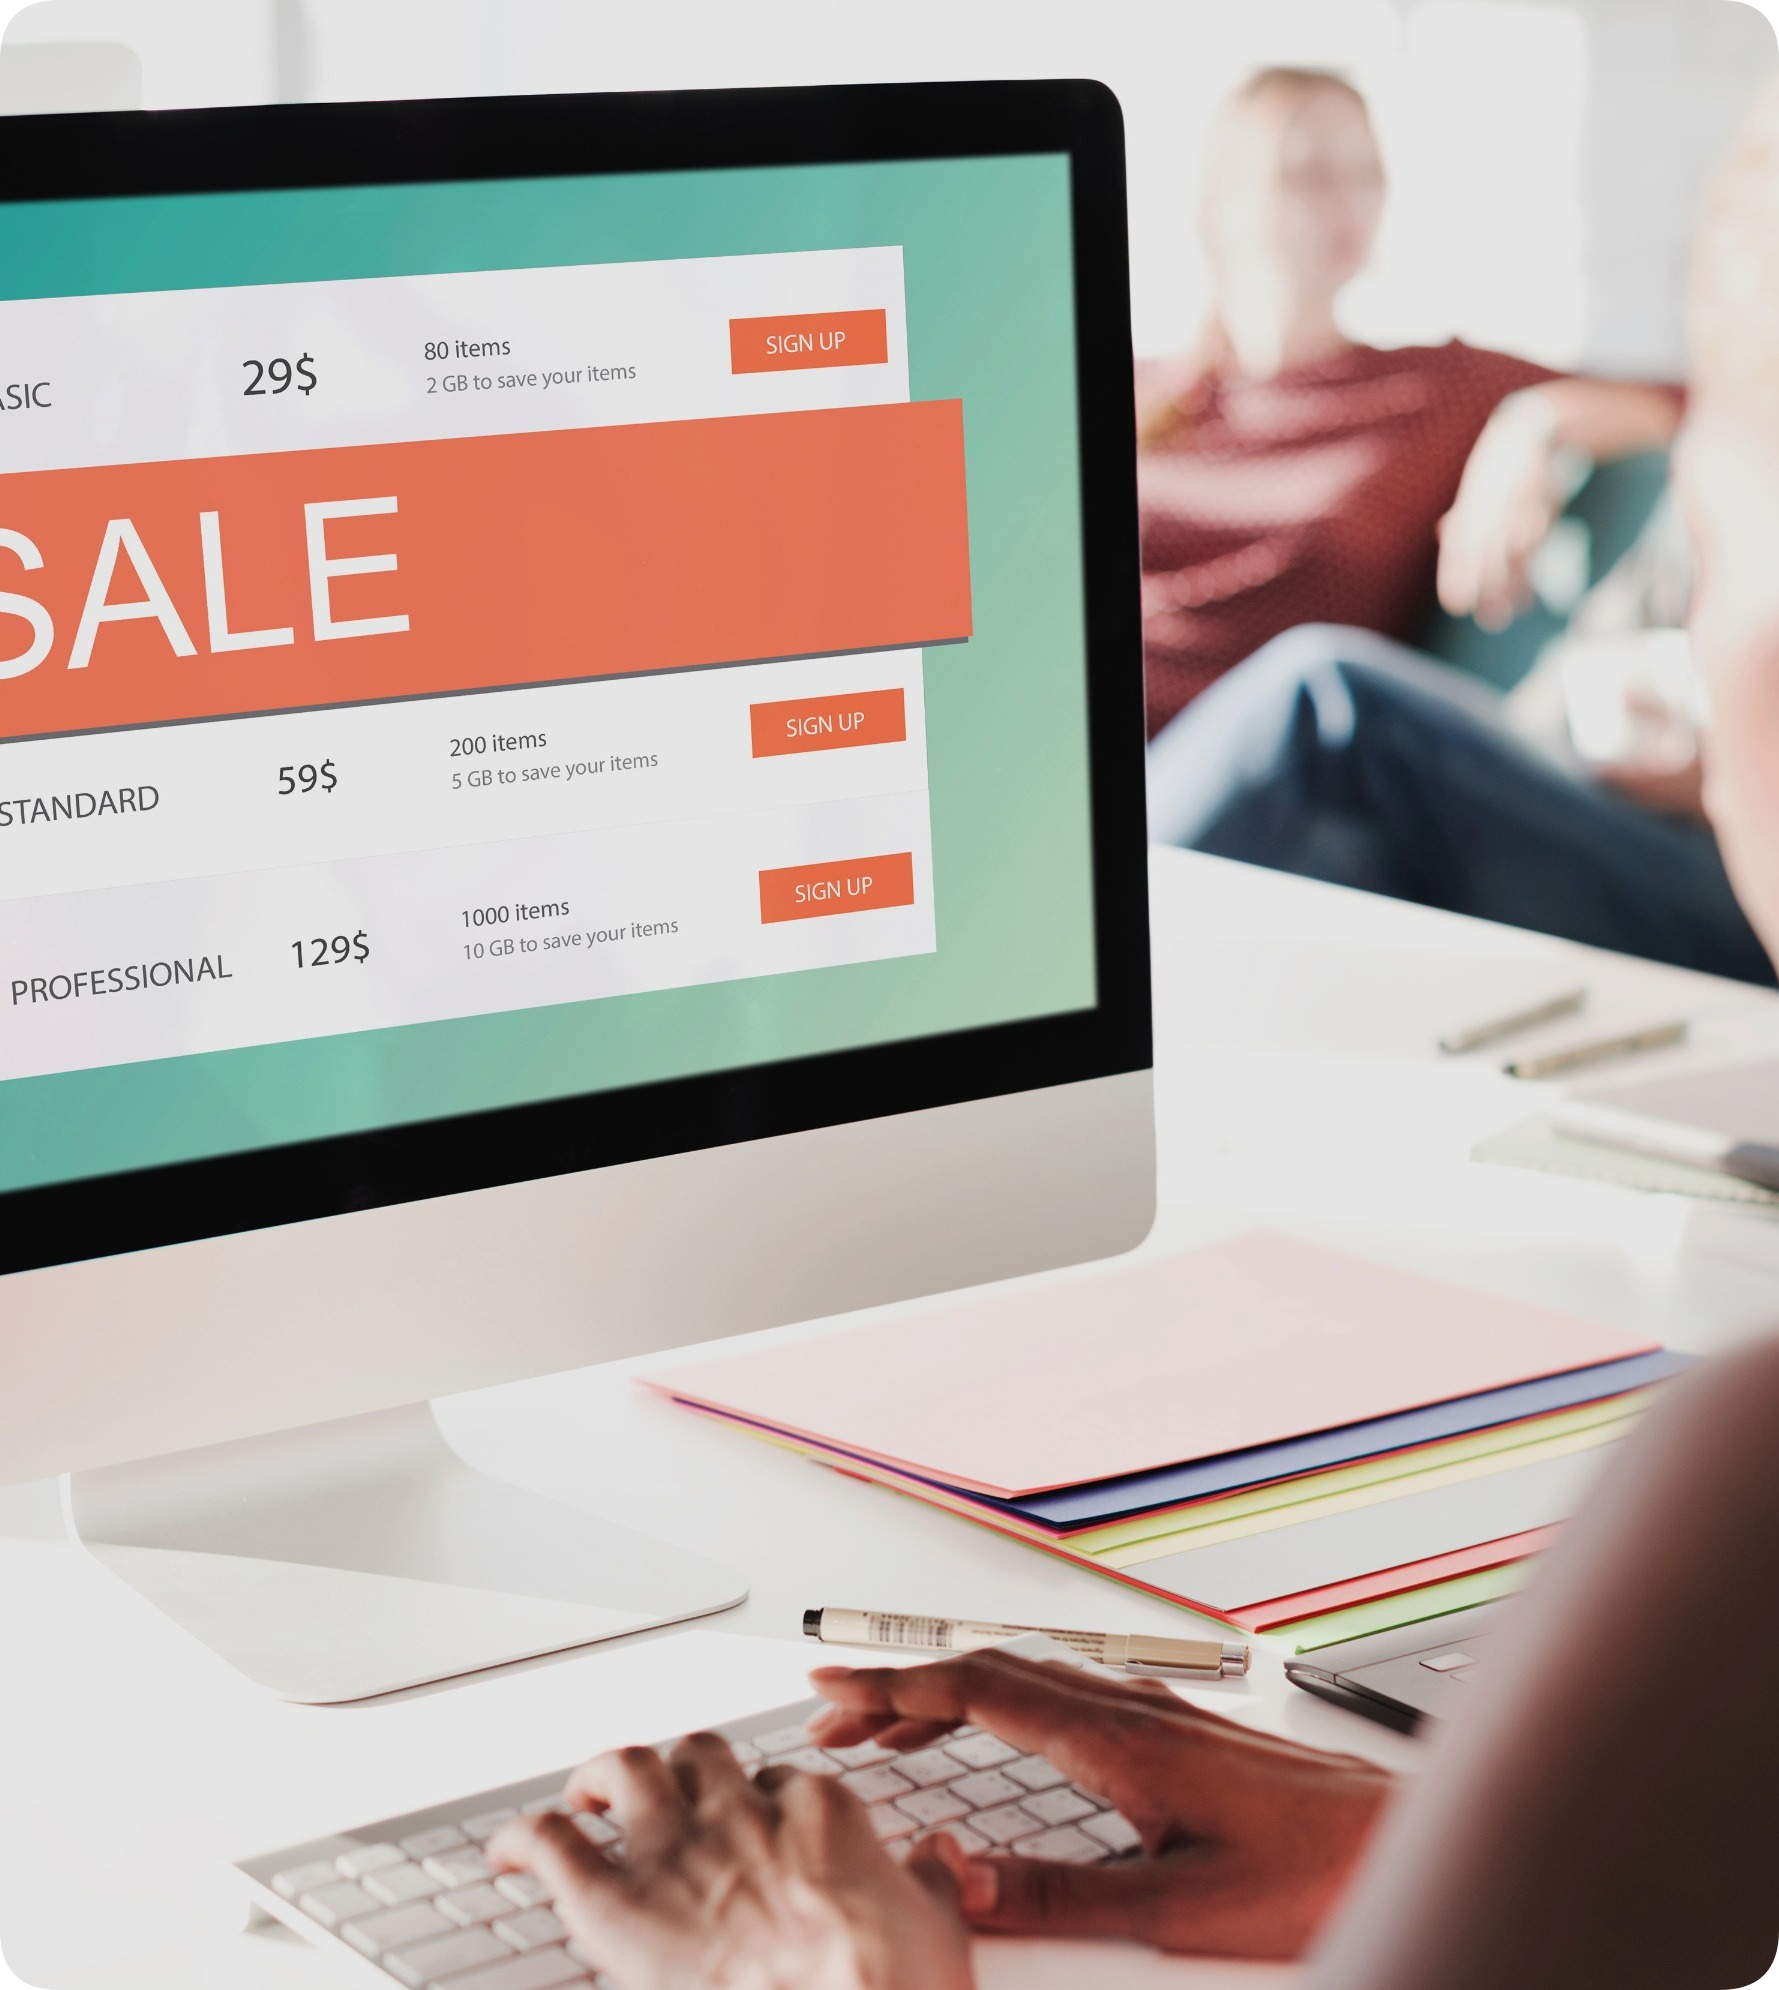 ASIC
29$
80 items
2 GB to save your items
SIGN UP
SALE
STANDARD
59$
200 items
5 GB to save your items
SIGN UP
PROFESSIONAL
129$
1000 items
10 GB to save your items
SIGN UP